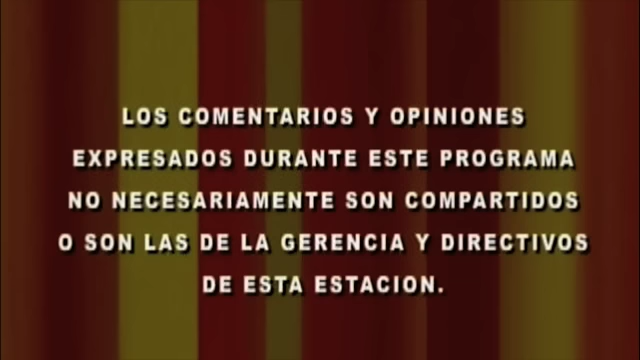 LOS COMENTARIOS Y OPINIONES
EXPRESADOS DURANTE ESTE PROGRAMA
NO NECESARIAMENTE SON COMPARTIDOS
O SON LAS DE LA GERENCIA Y DIRECTIVOS
DE ESTA ESTACION.